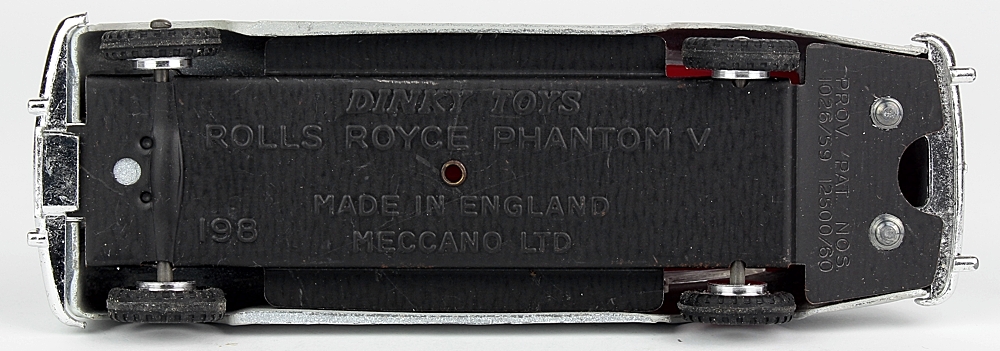 DINKY TOYS
ROLLS ROYCE PHANTOM V
MADE IN ENGLAND
198
MECCANO LTD
PROV. /PAT. NOS.
1026/59 12500/60